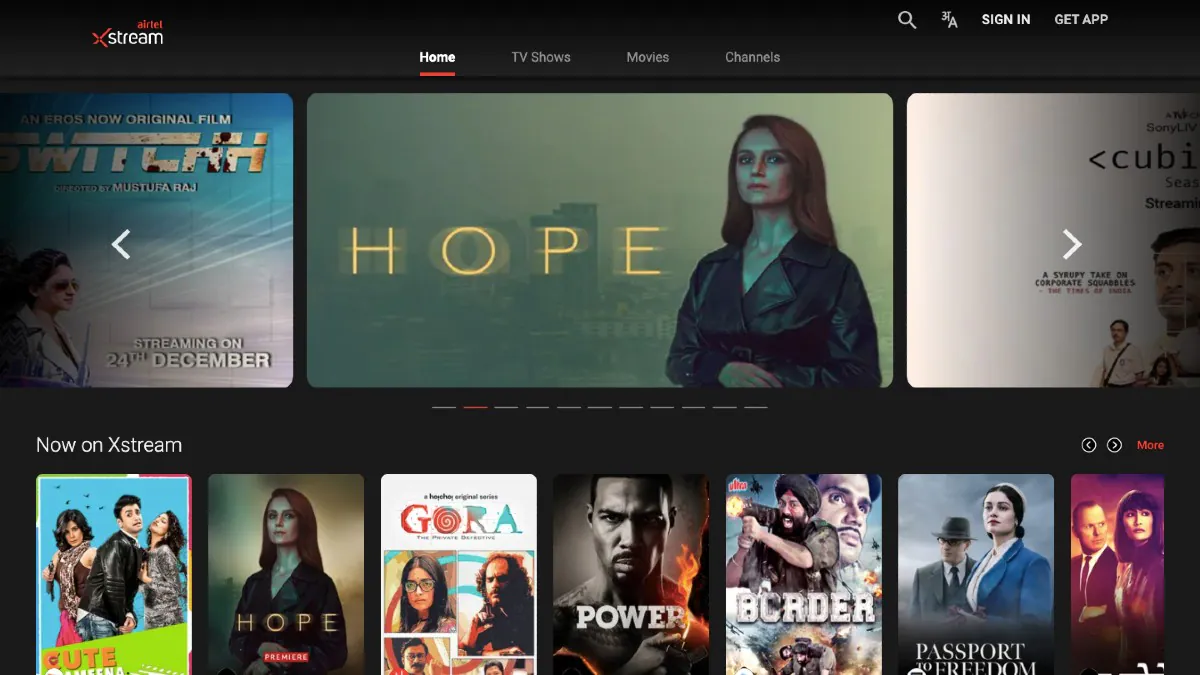 airtel
xstream
SIGN IN
GET APP
Home
TV Shows
Movies
Channels
AN EROS NOW ORIGINAL FILM
SWITCHH
DIRECTED BY MUSTUFA RAJ
STREAMING ON
24TH DECEMBER
HOPE
SonyLIV
<cubi
Seas
Streamin
A SYRUPY TAKE ON
CORPORATE SQUABBLES
- THE TIMES OF INDIA
Now on Xstream
More
CUTE
KAMEENA
HOPE
PREMIERE
a hoichoi original series
GORA
THE PRIVATE DETECTIVE
POWER
ultra
BORDER
PASSPORT
TO FREEDOM